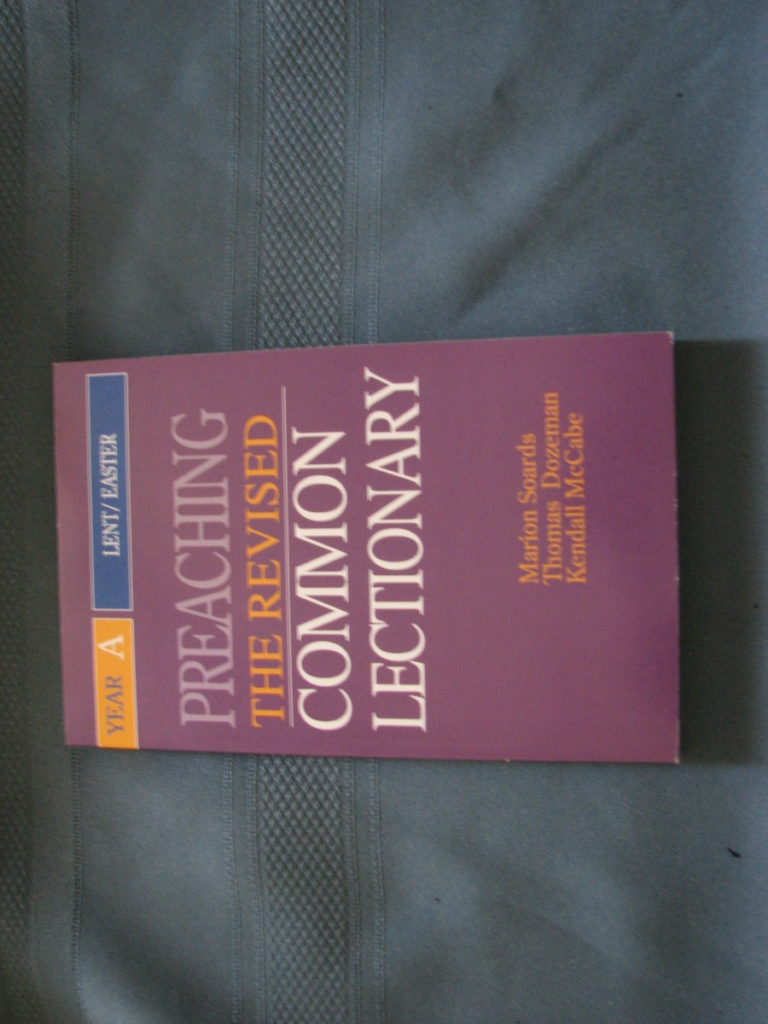 YEAR A LENT/EASTER
PREACHING
THE REVISED
COMMON
LECTIONARY
Marion Soards
Thomas Dozeman
Kendall McCabe